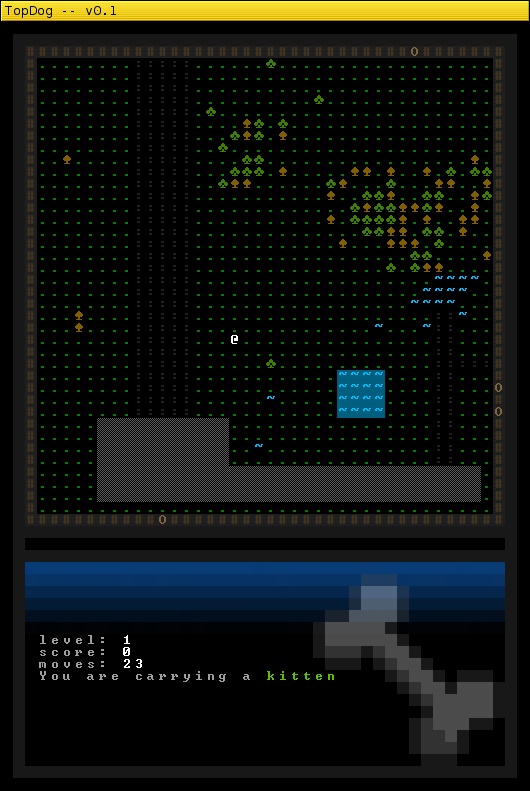 TopDog -- v0.1
level: 1
score: 0
moves: 23
You are carrying a kitten